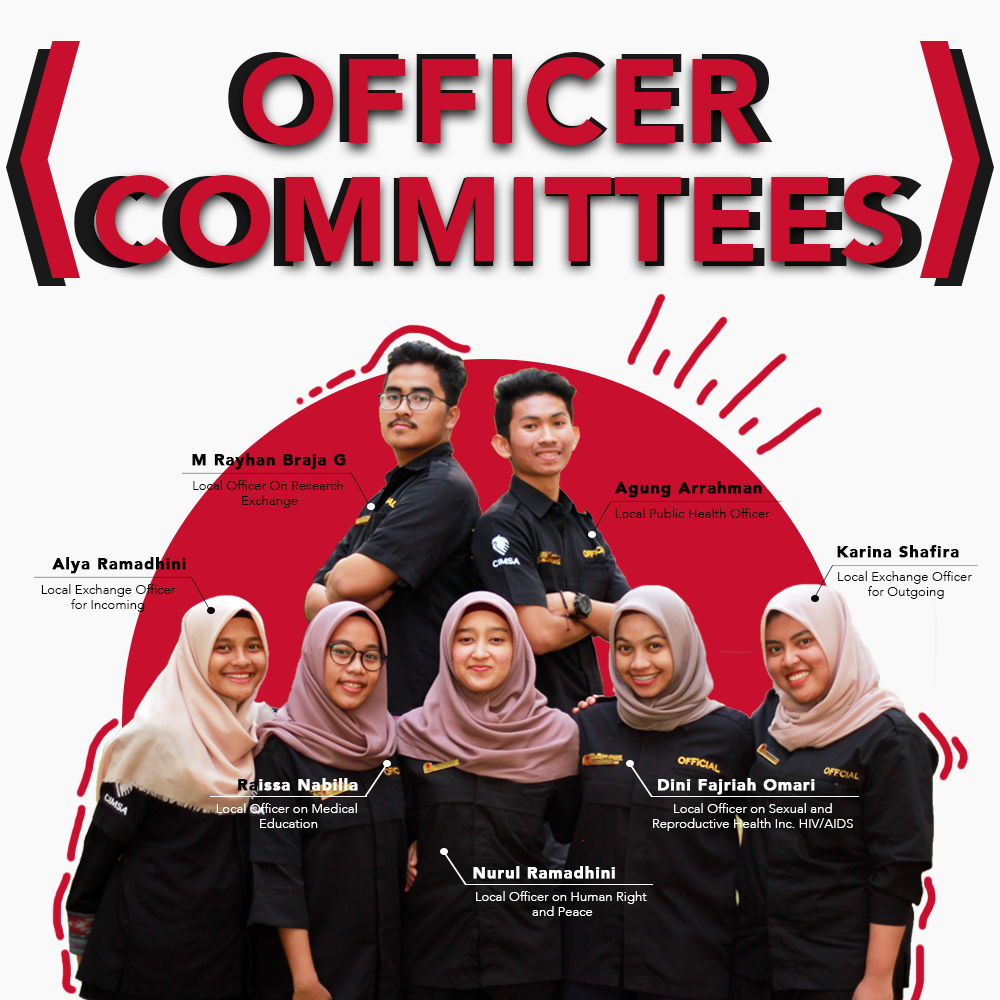 OFFICER
COMMITTEES
M Rayhan Braja G
Local Officer On Research
Exchange
Agung Arrahman
Local Public Health Officer
Alya Ramadhini
Local Exchange Officer
for Incoming
Karina Shafira
Local Exchange Officer
for Outgoing
CIMSA
OFFICIAL
Raissa Nabilla
Local Officer on Medical
Education
Dini Fajriah Omari
Local Officer on Sexual and
Reproductive Health Inc. HIV/AIDS
OFFICIAL
OFFICIAL
CIMSA
Nurul Ramadhini
Local Officer on Human Right
and Peace